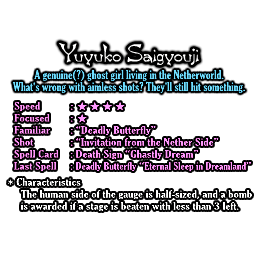 Yuyuko Saigyouji
A genuine(?) ghost girl living in the Netherworld.
What's wrong with aimless shots? They'll still hit something.
Speed : ★★★★
Focused : ★
Familiar : "Deadly Butterfly"
Shot : "Invitation from the Nether Side"
Spell Card : Death Sign "Ghastly Dream"
Last Spell : Deadly Butterfly "Eternal Sleep in Dreamland"
* Characteristics
The human side of the gauge is half-sized, and a bomb
is awarded if a stage is beaten with less than 3 left.